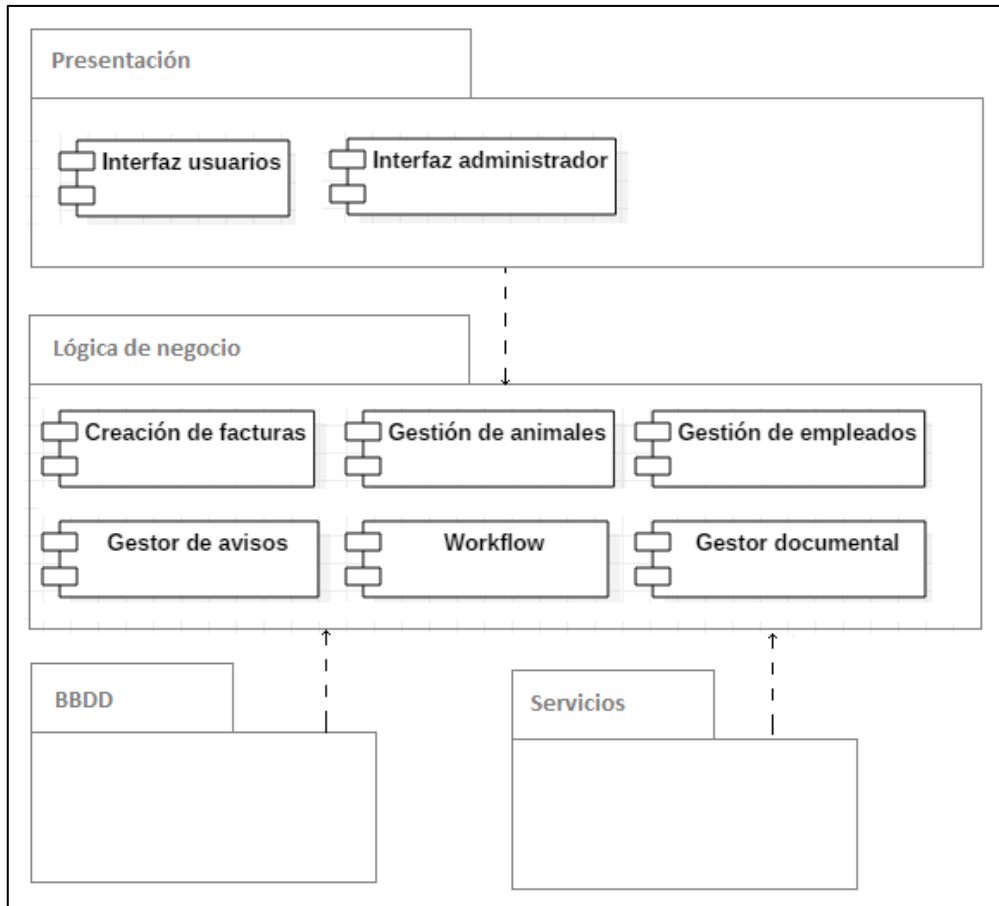 Presentación
Interfaz usuarios
Interfaz administrador
Lógica de negocio
Creación de facturas
Gestión de animales
Gestión de empleados
Gestor de avisos
Workflow
Gestor documental
BBDD
Servicios